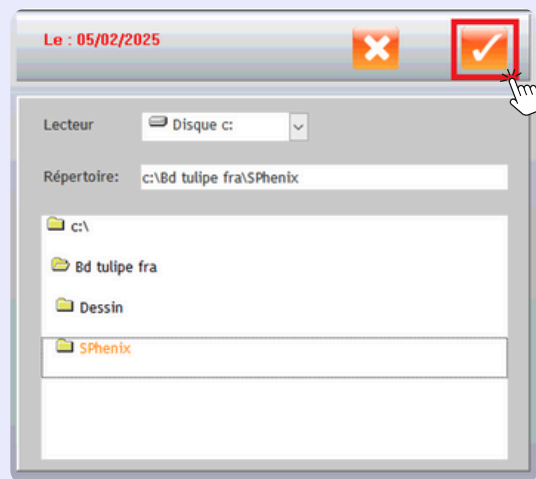 Le : 05/02/2025
Lecteur Disque c:
Répertoire: c:\Bd tulipe fra\SPhenix
c:\
Bd tulipe fra
Dessin
SPhenix